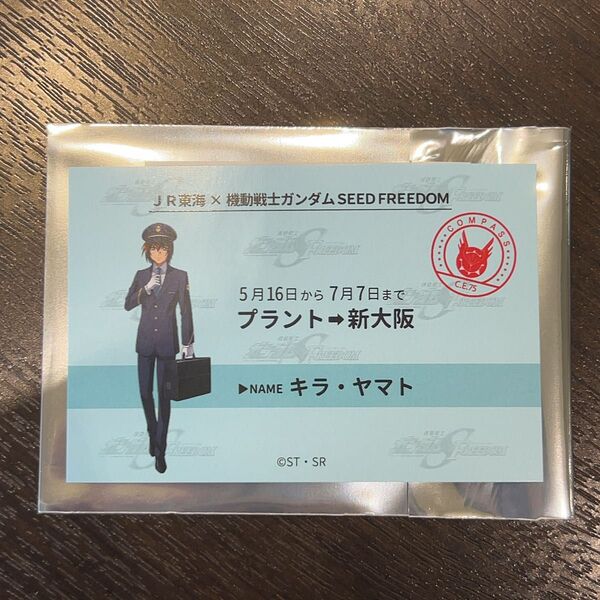 JR東海 × 機動戦士ガンダム SEED FREEDOM
COMPASS
C.E.75
5月16日から7月7日まで
プラント➡新大阪
▶NAME キラ・ヤマト
©ST・SR